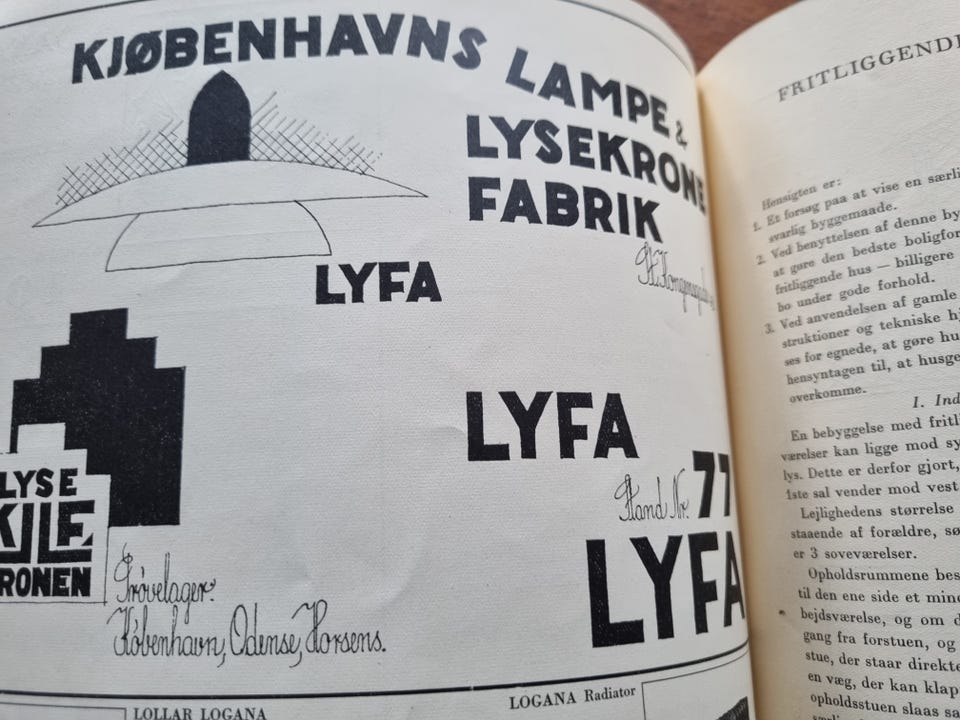 KJØBENHAVNS LAMPE &
LYSEKRONE
FABRIK
St. Kongensgade
LYFA
LYFA
Stand Nr. 77
LYFA
LYSE
KRONEN
Prøvelager:
København, Odense, Horsens.
LOLLAR LOGANA
LOGANA Radiator
FRITLIGGENDE
Hensigten er:
1. Et forsøg paa at vise en særli
svarlig byggemaade.
2. Ved benyttelsen af denne by
at gøre den bedste boligfor
fritliggende hus — billigere
bo under gode forhold.
3. Ved anvendelsen af gamle
struktioner og tekniske hj
ses for egnede, at gøre hu
hensyntagen til, at husge
overkomme.
I. Ind
En bebyggelse med fritli
værelser kan ligge mod sy
lys. Dette er derfor gjort,
1ste sal vender mod vest
Lejlighedens størrelse
staaende af forældre, sø
er 3 soveværelser.
Opholdsrummene bes
til den ene side et mind
bejdsværelse, og om d
gang fra forstuen, og
stue, der staar direkte
en væg, der kan klap
opholdsstuen slaas sa